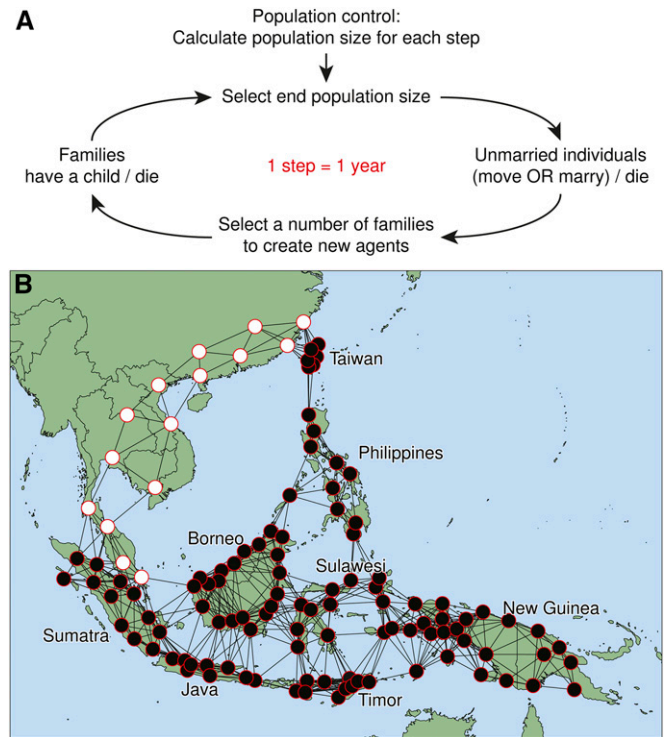 A
Population control:
Calculate population size for each step
Select end population size
Families
have a child / die
1 step = 1 year
Unmarried individuals
(move OR marry) / die
Select a number of families
to create new agents
B
Taiwan
Philippines
Borneo
Sulawesi
New Guinea
Sumatra
Java
Timor